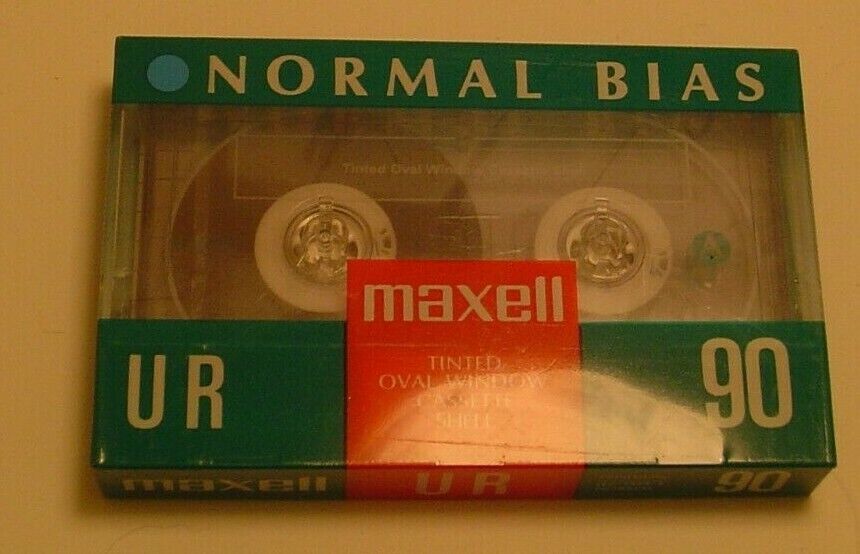 NORMAL BIAS
Tinted Oval Window
maxell
UR
TINTED
OVAL WINDOW
CASSETTE
SHELL
90
maxell UR 90